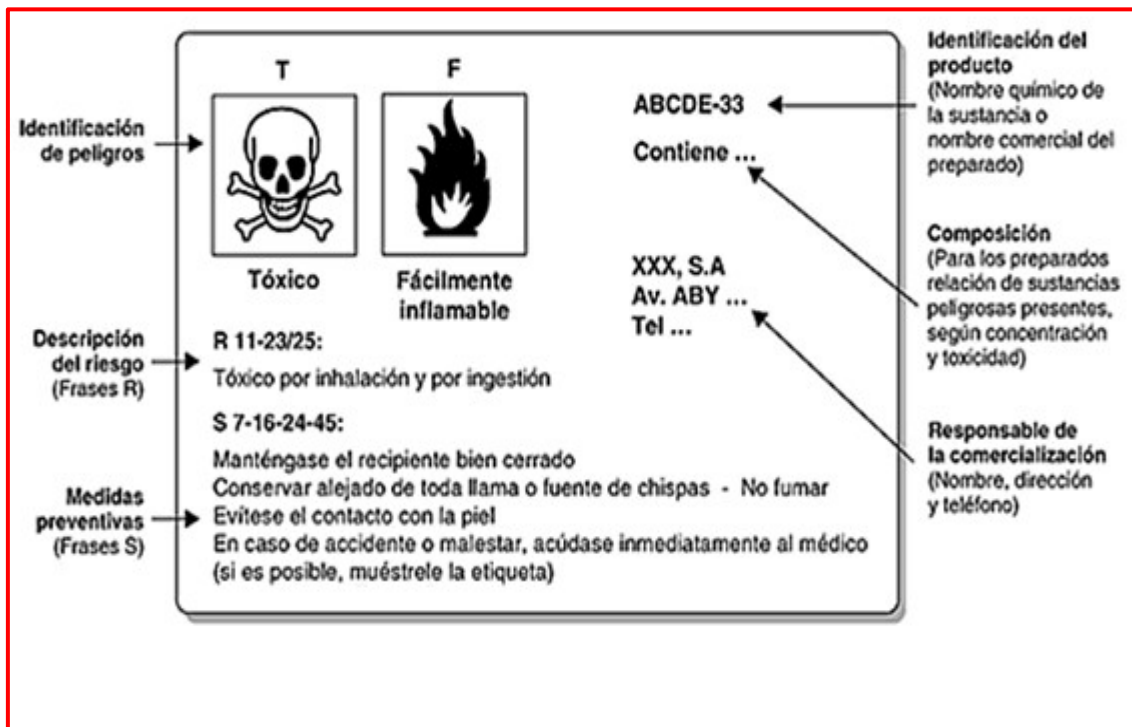 Identificación
de peligros
Descripción
del riesgo
(Frases R)
Medidas
preventivas
(Frases S)
T
F
Tóxico
Fácilmente
inflamable
R 11-23/25:
Tóxico por inhalación y por ingestión
S 7-16-24-45:
Manténgase el recipiente bien cerrado
Conservar alejado de toda llama o fuente de chispas - No fumar
Evítese el contacto con la piel
En caso de accidente o malestar, acúdase inmediatamente al médico
(si es posible, muéstrele la etiqueta)
ABCDE-33
Contiene ...
XXX, S.A
Av. ABY ...
Tel ...
Identificación del
producto
(Nombre químico de
la sustancia o
nombre comercial del
preparado)
Composición
(Para los preparados
relación de sustancias
peligrosas presentes,
según concentración
y toxicidad)
Responsable de
la comercialización
(Nombre, dirección
y teléfono)